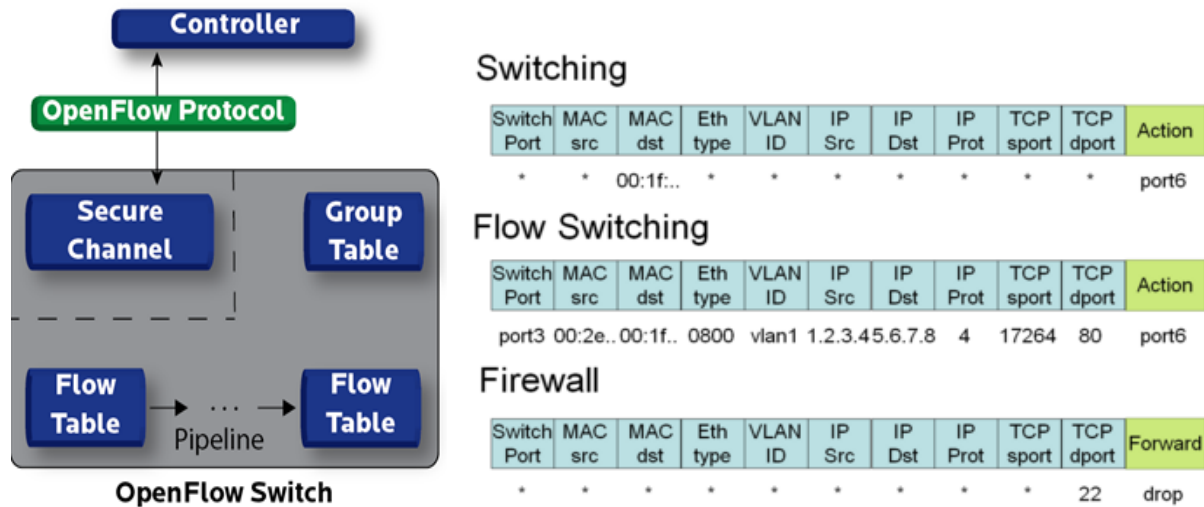 Controller
OpenFlow Protocol
Secure
Channel
Group
Table
Flow
Table
...
Pipeline
Flow
Table
OpenFlow Switch
Switching
Switch Port MAC src MAC dst Eth type VLAN ID IP Src IP Dst IP Prot TCP sport TCP dport Action
* * 00:1f:.. * * * * * * * port6
Flow Switching
Switch Port MAC src MAC dst Eth type VLAN ID IP Src IP Dst IP Prot TCP sport TCP dport Action
port3 00:2e.. 00:1f.. 0800 vlan1 1.2.3.4 5.6.7.8 4 17264 80 port6
Firewall
Switch Port MAC src MAC dst Eth type VLAN ID IP Src IP Dst IP Prot TCP sport TCP dport Forward
* * * * * * * * * 22 drop